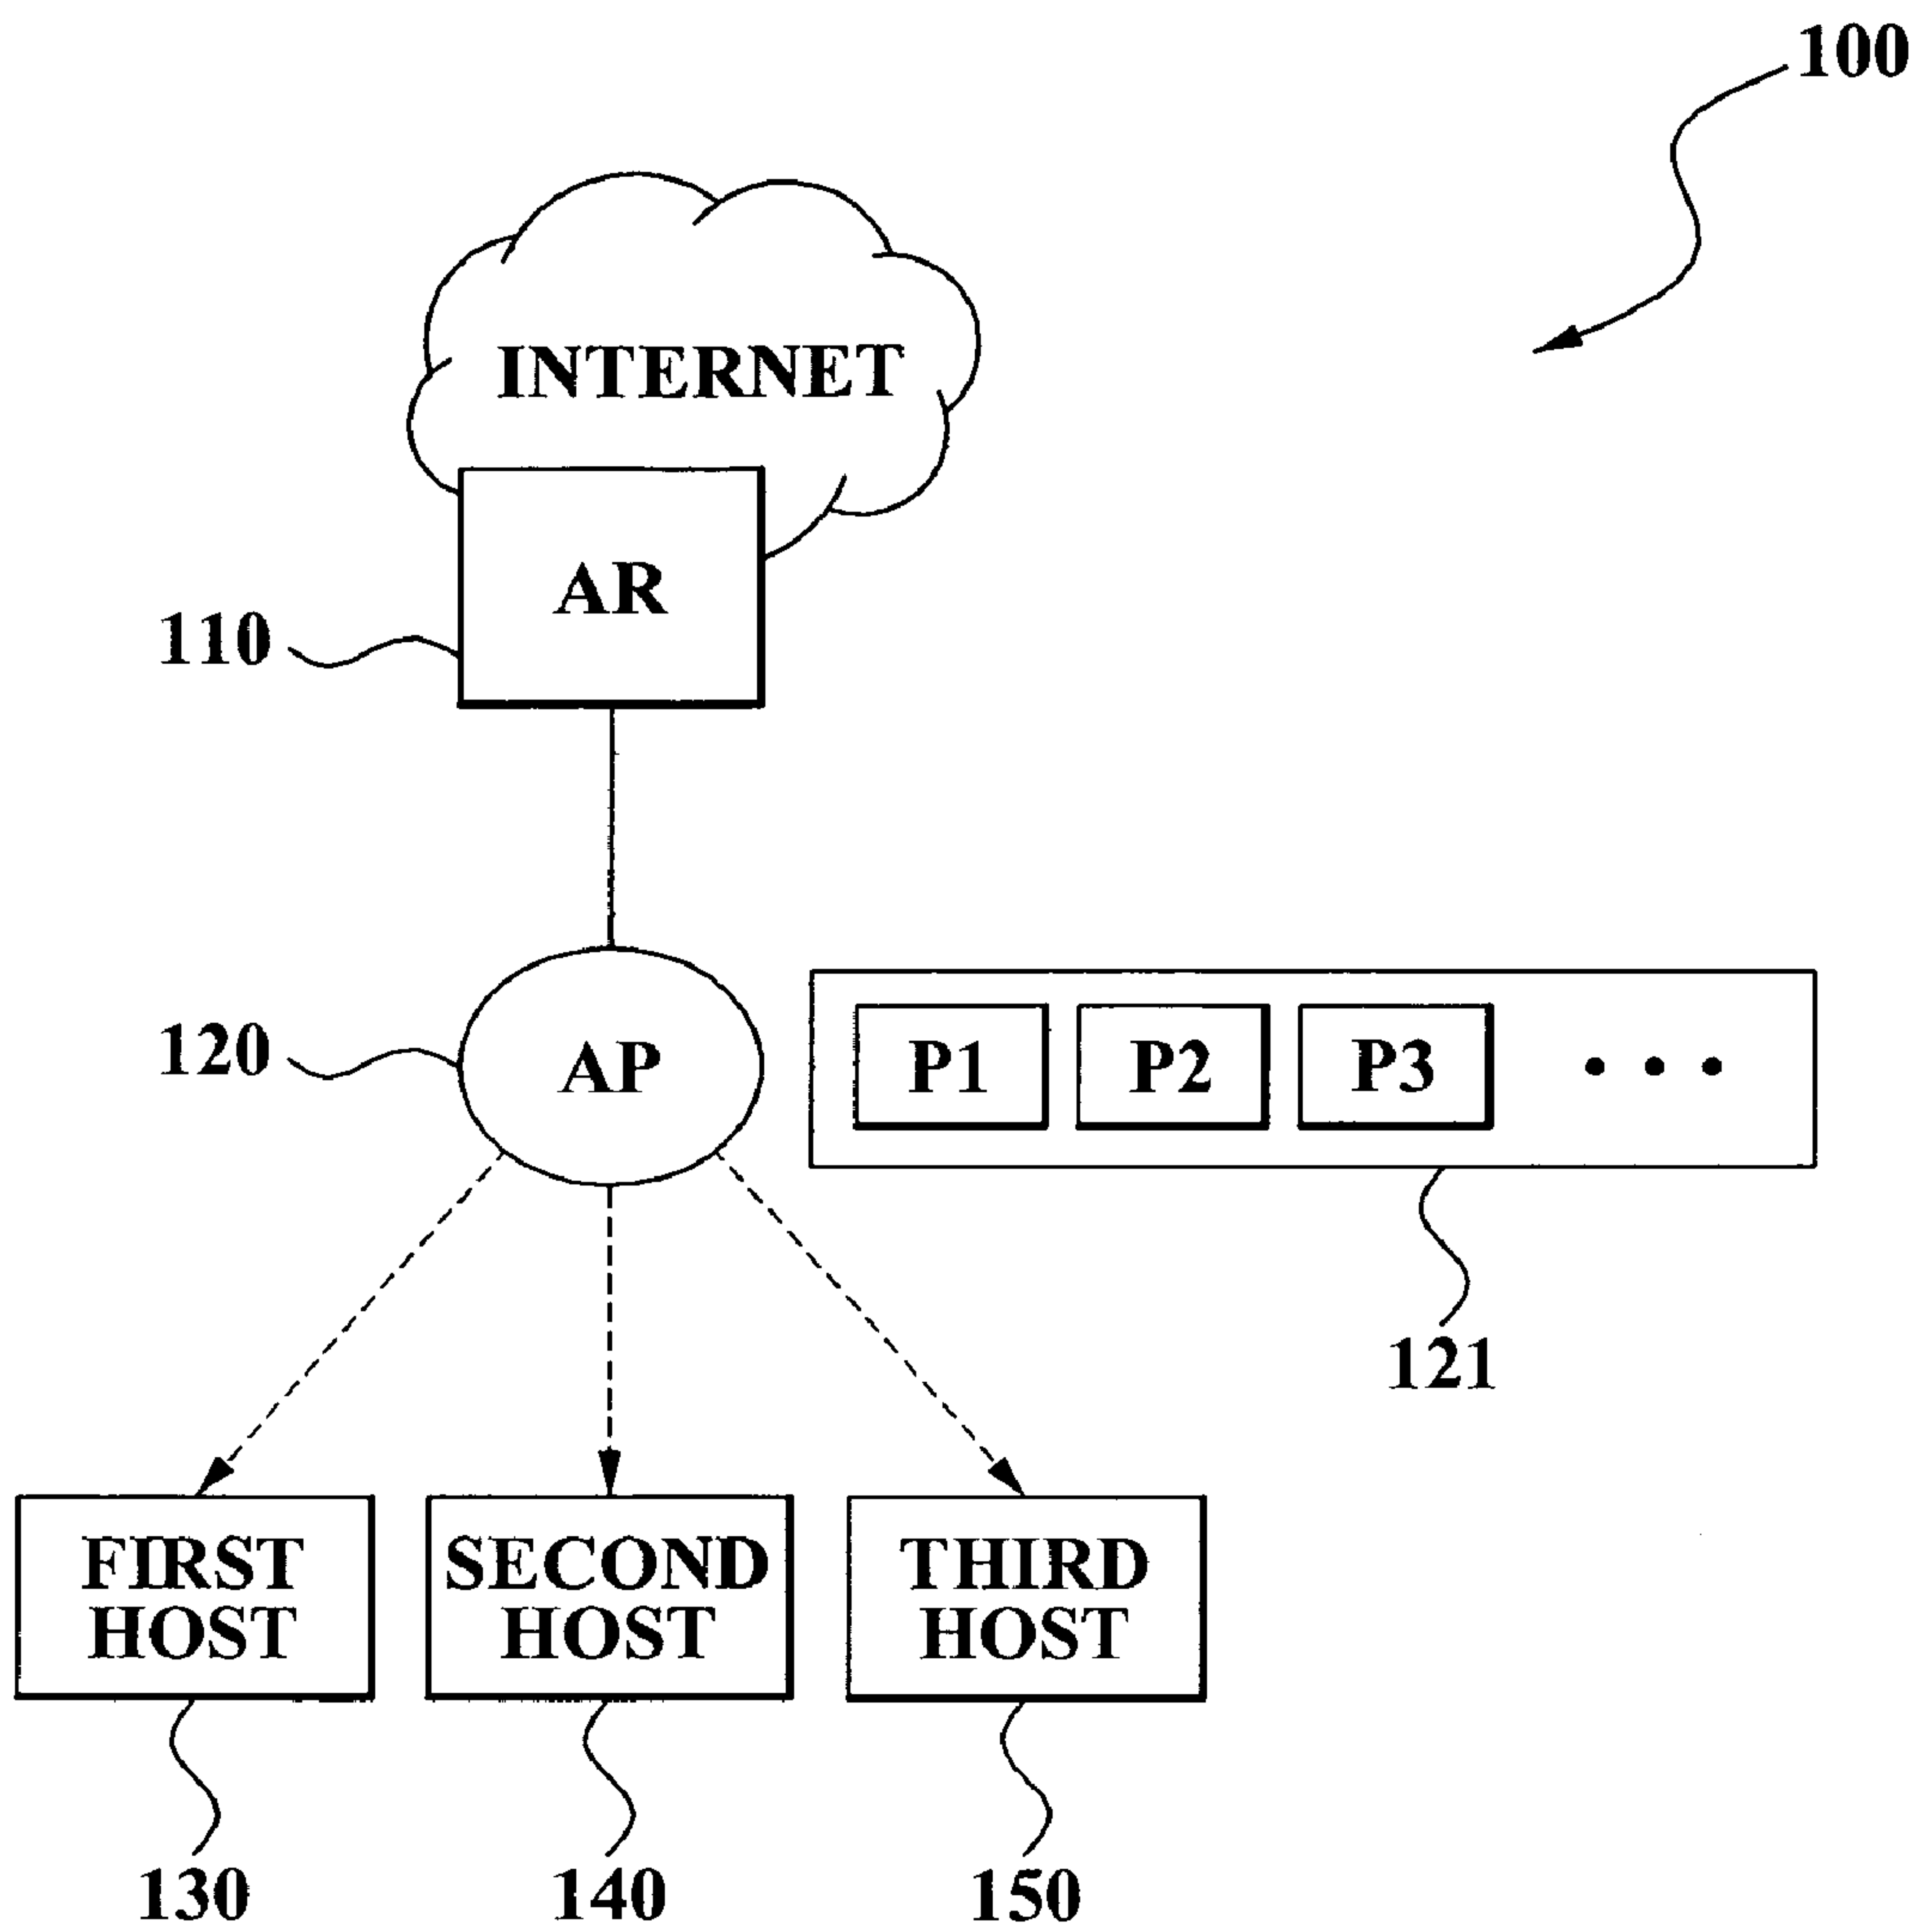 100
INTERNET
AR
110
120
AP
P1
P2
P3
121
FIRST
HOST
SECOND
HOST
THIRD
HOST
130
140
150